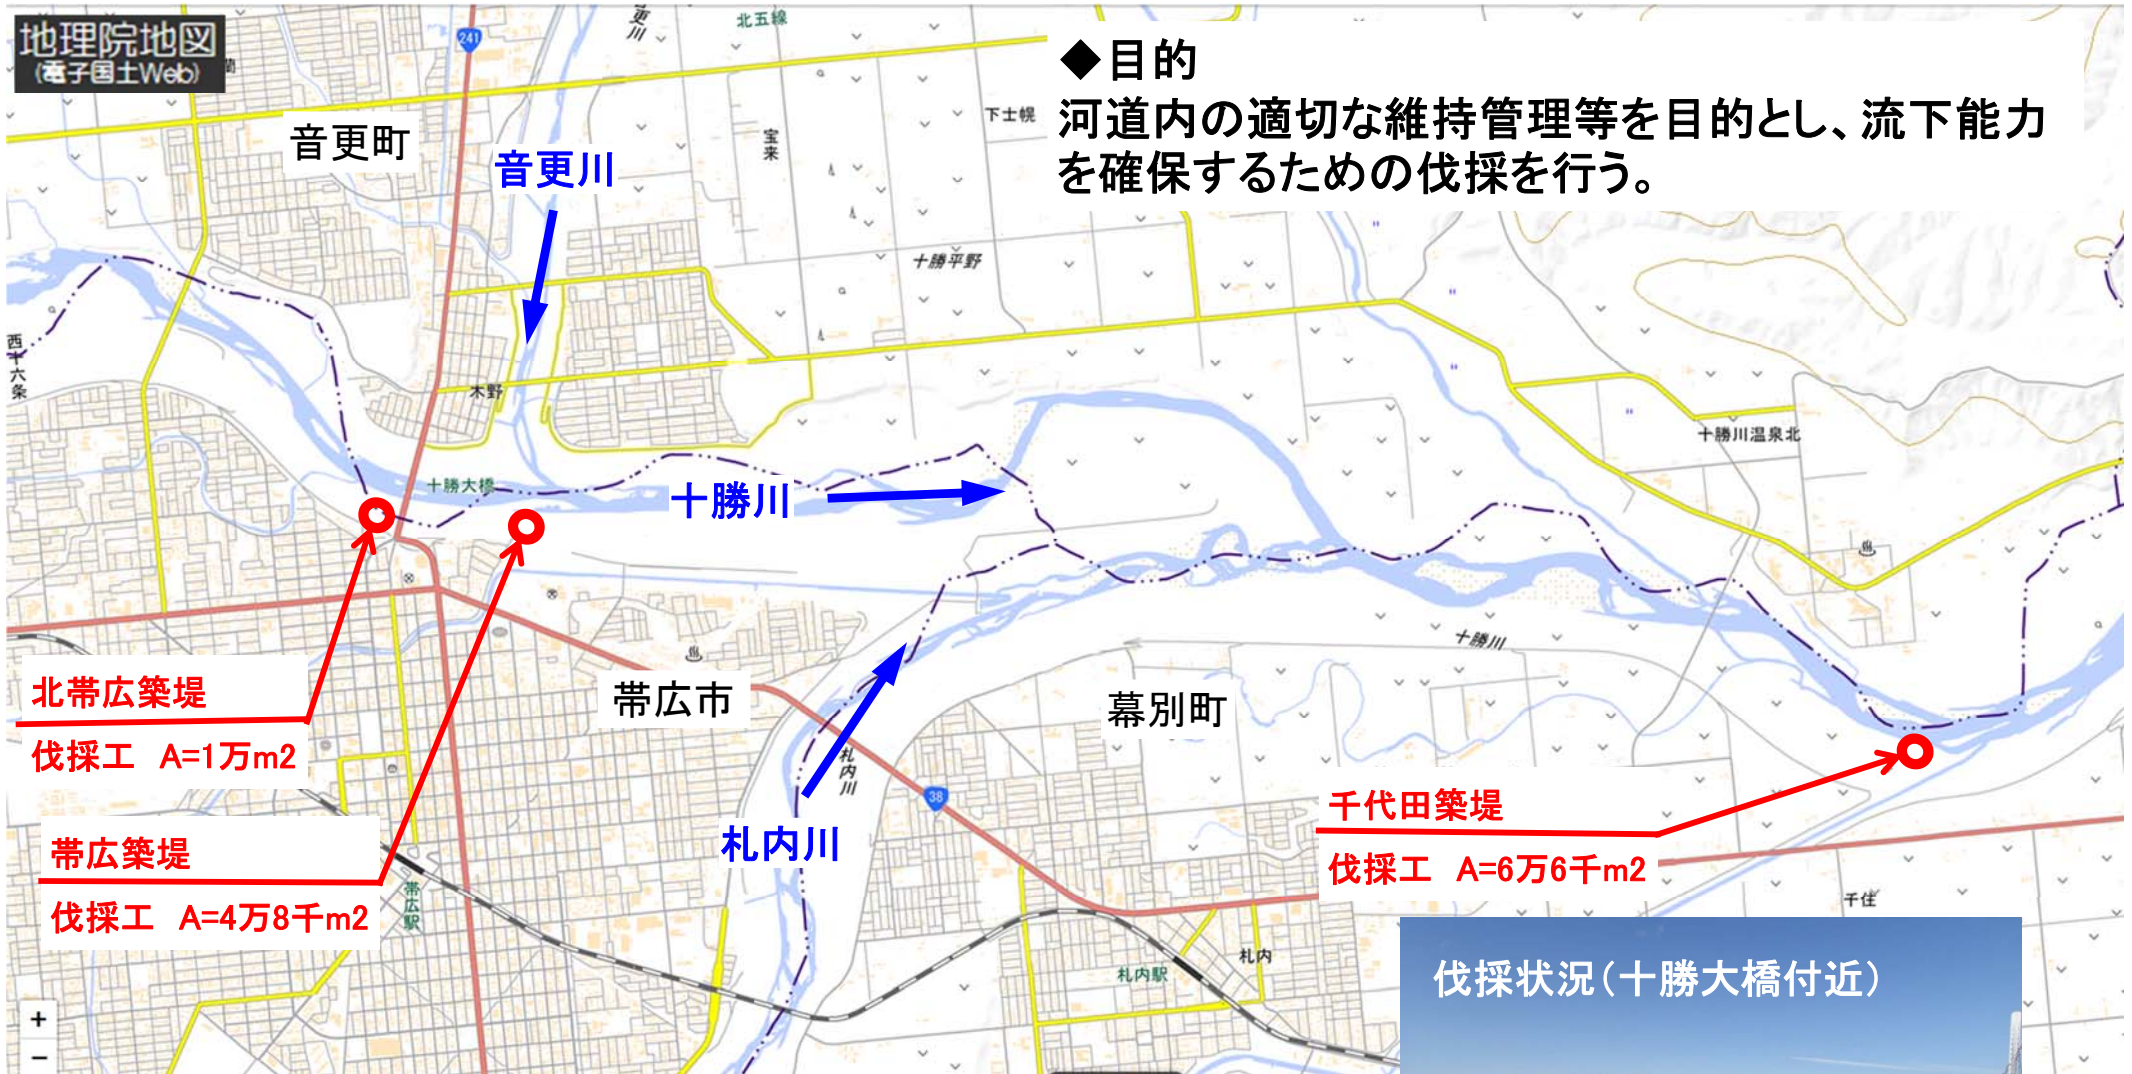 地理院地図
(電子国土Web)
241
北五線
◆目的
河道内の適切な維持管理等を目的とし、流下能力
を確保するための伐採を行う。
音更町
音更川
下士幌
宝来
十勝平野
西十六条
木野
十勝川温泉北
十勝大橋
十勝川
十勝川
北帯広築堤
伐採工 A=1万m2
帯広市
幕別町
札内川
38
千代田築堤
伐採工 A=6万6千m2
帯広築堤
伐採工 A=4万8千m2
札内川
帯広駅
千住
札内
札内駅
伐採状況(十勝大橋付近)
+
−